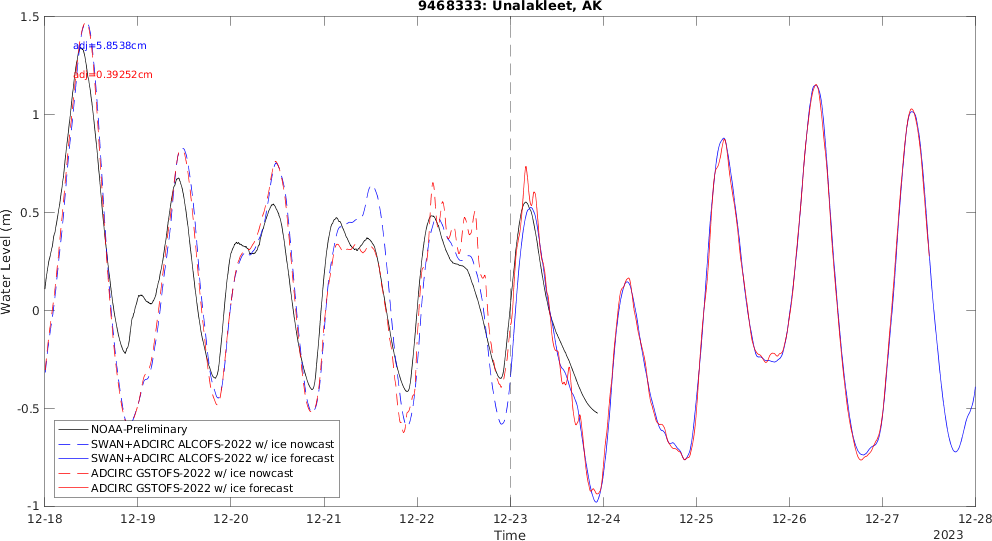 9468333: Unalakleet, AK
1.5
adj=5.8538cm
adj=0.39252cm
1
0.5
Water Level (m)
0
-0.5
NOAA-Preliminary
SWAN+ADCIRC ALCOFS-2022 w/ ice nowcast
SWAN+ADCIRC ALCOFS-2022 w/ ice forecast
ADCIRC GSTOFS-2022 w/ ice nowcast
ADCIRC GSTOFS-2022 w/ ice forecast
-1
12-18 12-19 12-20 12-21 12-22 12-23 12-24 12-25 12-26 12-27 12-28
Time
2023